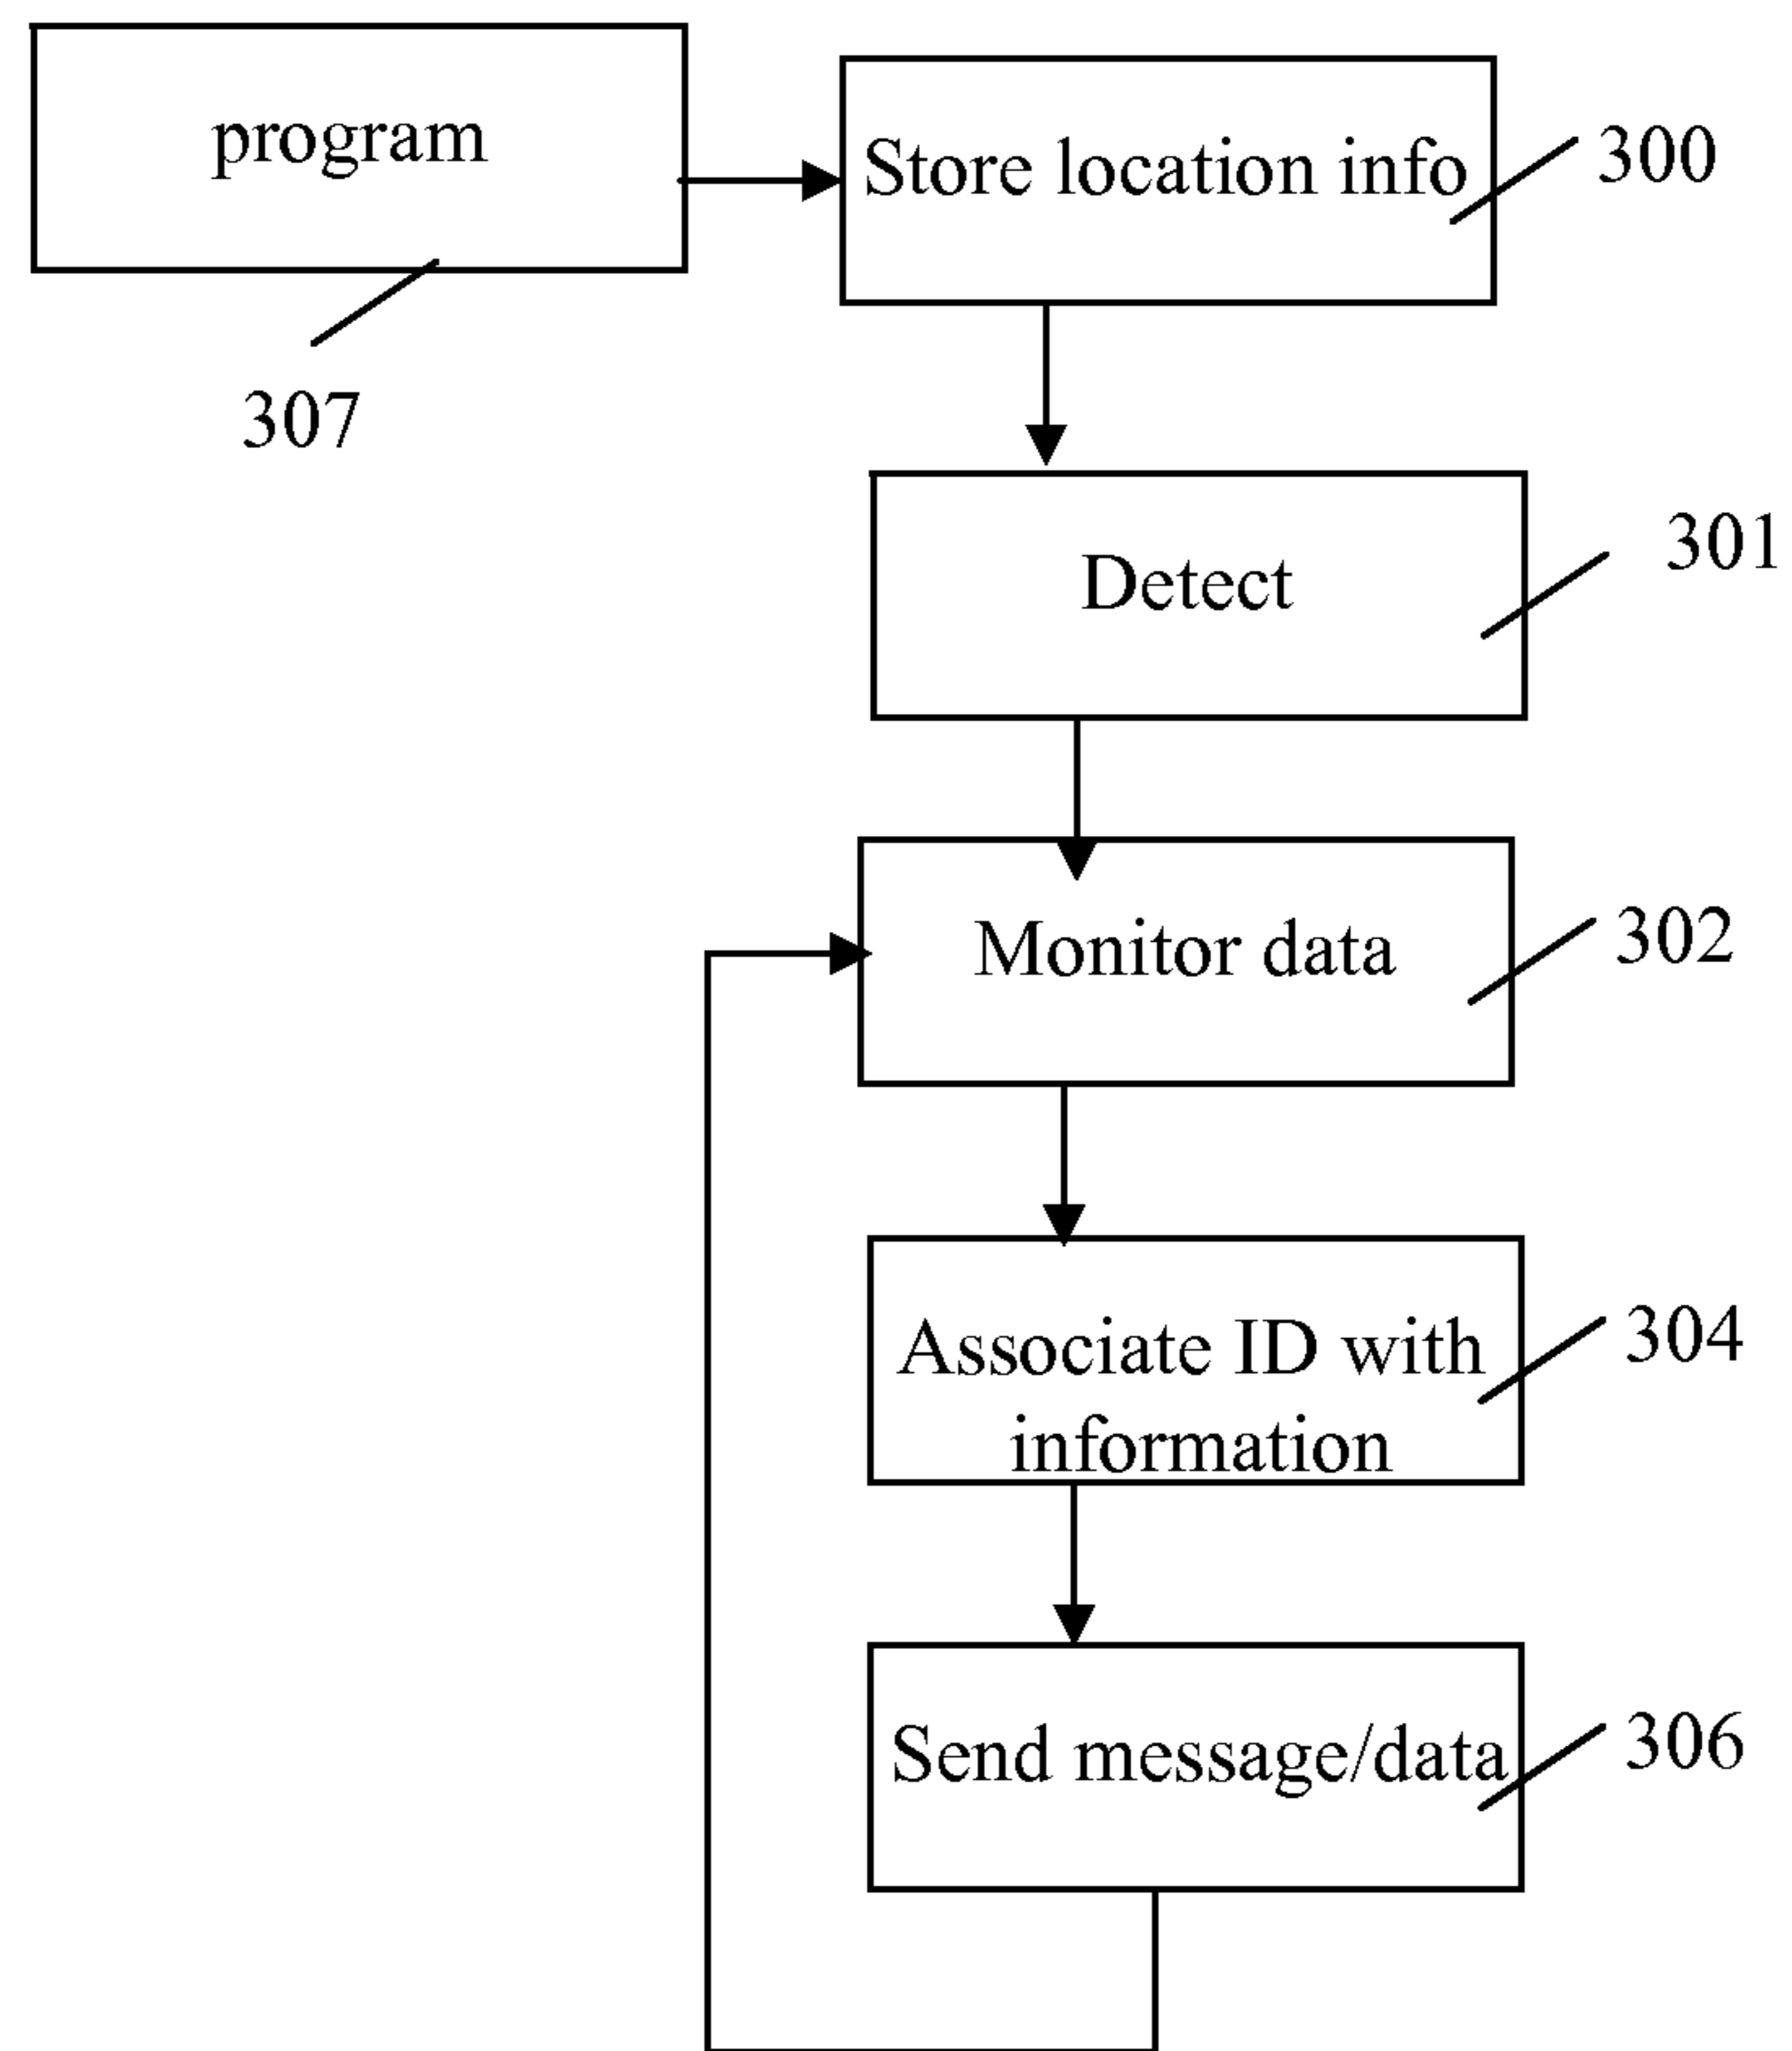 program
307
Store location info
300
Detect
301
Monitor data
302
Associate ID with
information
304
Send message/data
306